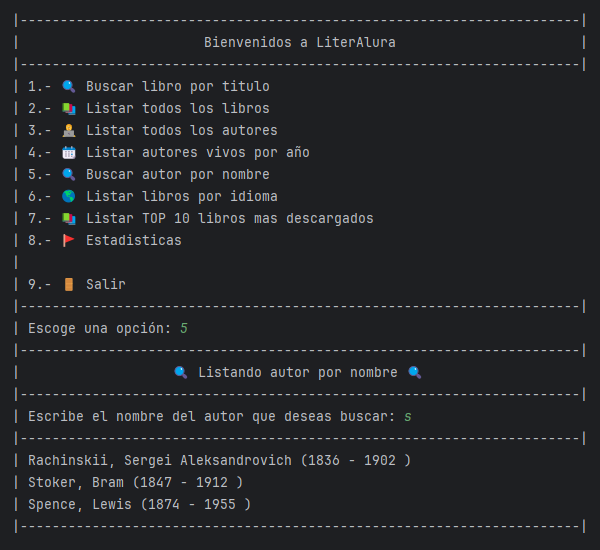 |----------------------------------------------------------------------|
| Bienvenidos a LiterAlura |
|----------------------------------------------------------------------|
| 1.- 🔍 Buscar libro por titulo
| 2.- 📚 Listar todos los libros
| 3.- 🧑‍💻 Listar todos los autores
| 4.- 📅 Listar autores vivos por año
| 5.- 🔍 Buscar autor por nombre
| 6.- 🌎 Listar libros por idioma
| 7.- 📚 Listar TOP 10 libros mas descargados
| 8.- 🚩 Estadisticas
|
| 9.- 🚪 Salir
|----------------------------------------------------------------------|
| Escoge una opción: 5
|----------------------------------------------------------------------|
| 🔍 Listando autor por nombre 🔍
|----------------------------------------------------------------------|
| Escribe el nombre del autor que deseas buscar: s
|----------------------------------------------------------------------|
| Rachinskii, Sergei Aleksandrovich (1836 - 1902 )
| Stoker, Bram (1847 - 1912 )
| Spence, Lewis (1874 - 1955 )
|----------------------------------------------------------------------|